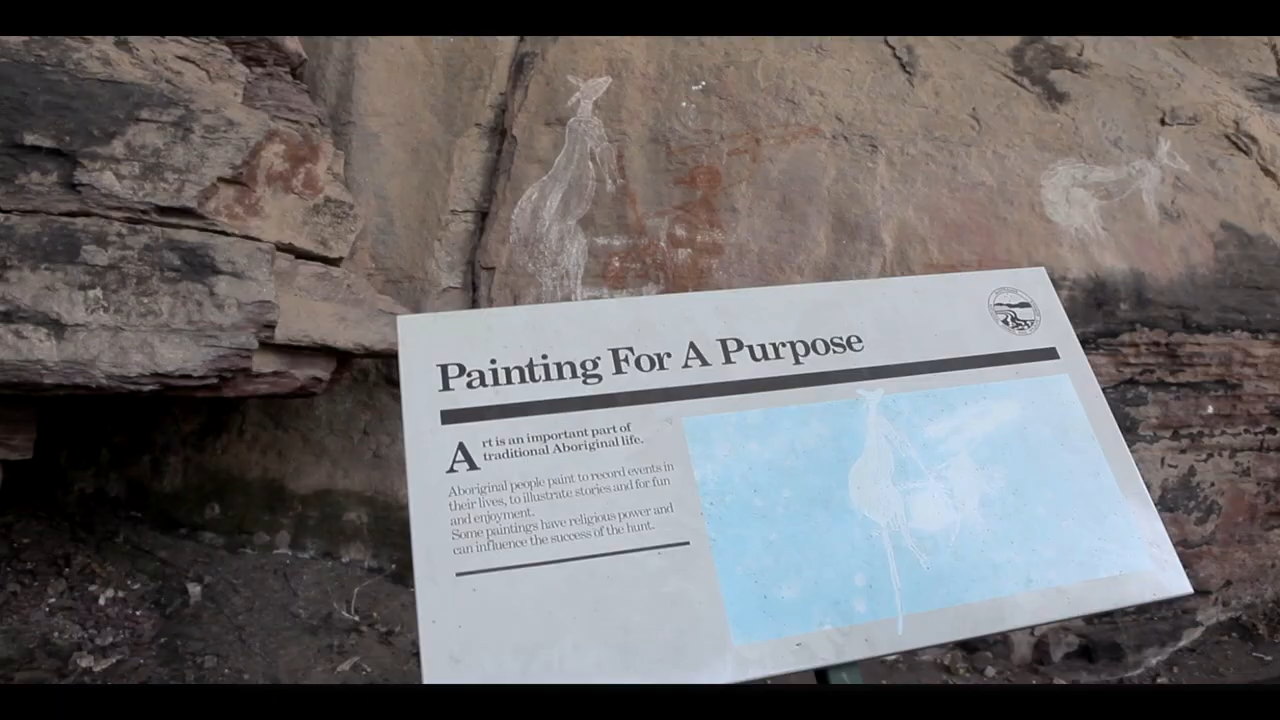 Painting For A Purpose
Art is an important part of
traditional Aboriginal life.
Aboriginal people paint to record events in
their lives, to illustrate stories and for fun
and enjoyment.
Some paintings have religious power and
can influence the success of the hunt.